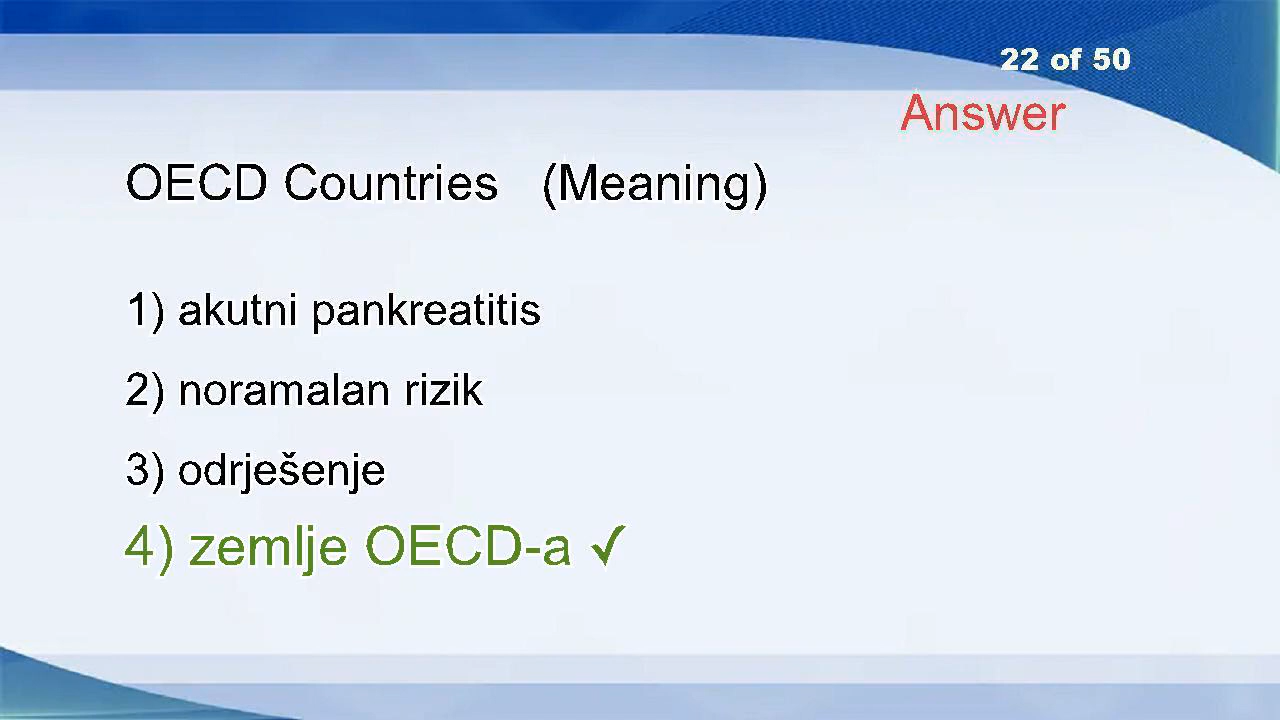 22 of 50
Answer
OECD Countries (Meaning)
1) akutni pankreatitis
2) noramalan rizik
3) odrješenje
4) zemlje OECD-a ✓